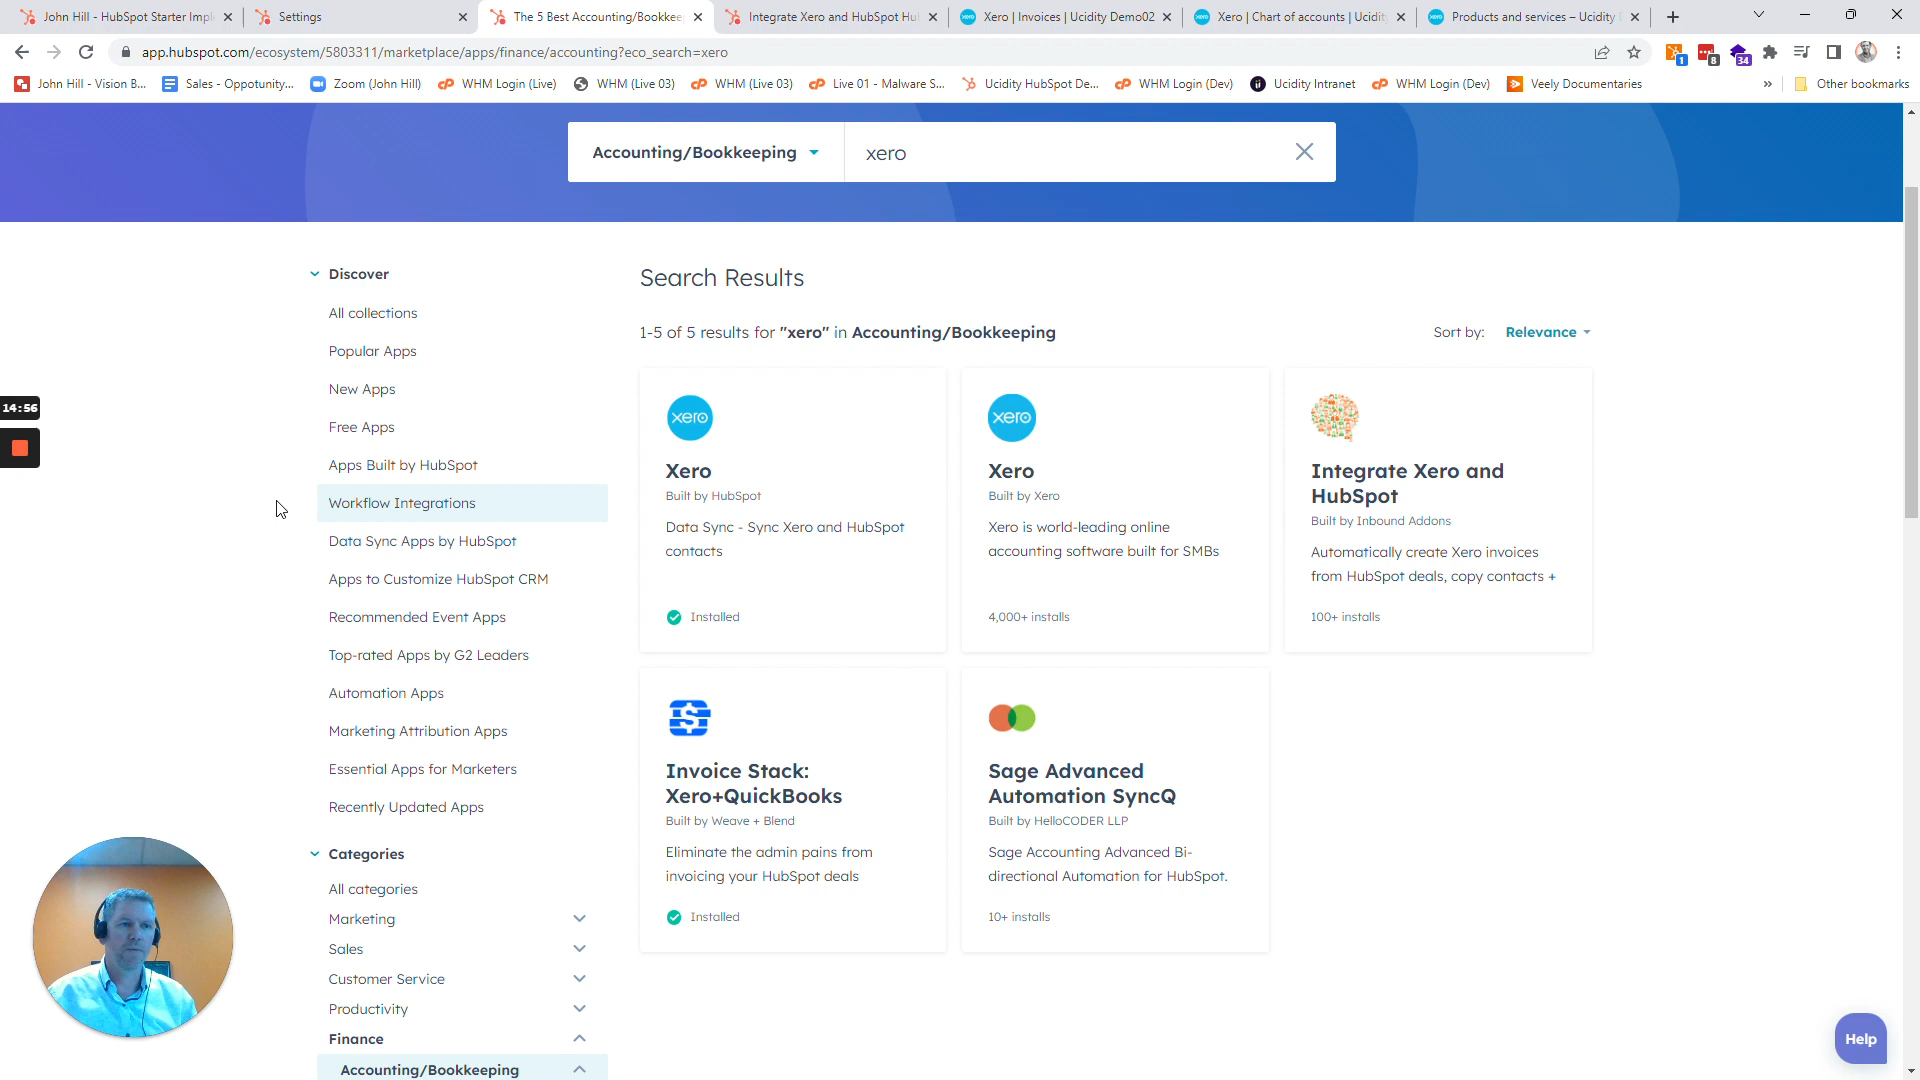 John Hill - HubSpot Starter Impl
Settings
The 5 Best Accounting/Bookkee
Integrate Xero and HubSpot Hu
Xero | Invoices | Ucidity Demo02
Xero | Chart of accounts | Ucidit
Products and services – Ucidity
app.hubspot.com/ecosystem/5803311/marketplace/apps/finance/accounting?eco_search=xero
1
8
34
John Hill - Vision B...
Sales - Oppotunity...
Zoom (John Hill)
WHM Login (Live)
WHM (Live 03)
WHM (Live 03)
Live 01 - Malware S...
Ucidity HubSpot De...
WHM Login (Dev)
Ucidity Intranet
WHM Login (Dev)
Veely Documentaries
»
Other bookmarks
Accounting/Bookkeeping
xero
Discover
All collections
Popular Apps
New Apps
Free Apps
Apps Built by HubSpot
Workflow Integrations
Data Sync Apps by HubSpot
Apps to Customize HubSpot CRM
Recommended Event Apps
Top-rated Apps by G2 Leaders
Automation Apps
Marketing Attribution Apps
Essential Apps for Marketers
Recently Updated Apps
Categories
All categories
Marketing
Sales
Customer Service
Productivity
Finance
Accounting/Bookkeeping
14:56
Search Results
1-5 of 5 results for "xero" in Accounting/Bookkeeping
Sort by: Relevance
xero
Xero
Built by HubSpot
Data Sync - Sync Xero and HubSpot
contacts
Installed
xero
Xero
Built by Xero
Xero is world-leading online
accounting software built for SMBs
4,000+ installs
Integrate Xero and
HubSpot
Built by Inbound Addons
Automatically create Xero invoices
from HubSpot deals, copy contacts +
100+ installs
Invoice Stack:
Xero+QuickBooks
Built by Weave + Blend
Eliminate the admin pains from
invoicing your HubSpot deals
Installed
Sage Advanced
Automation SyncQ
Built by HelloCODER LLP
Sage Accounting Advanced Bi-
directional Automation for HubSpot.
10+ installs
Help